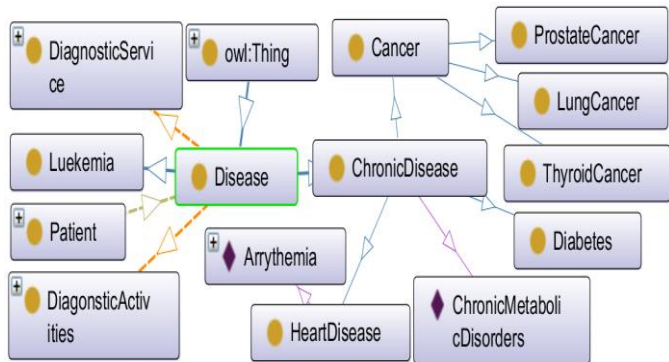 DiagnosticServi
ce
owl:Thing
Cancer
ProstateCancer
LungCancer
ThyroidCancer
Luekemia
Disease
ChronicDisease
Patient
Arrythemia
Diabetes
DiagonsticActiv
ities
HeartDisease
ChronicMetaboli
cDisorders